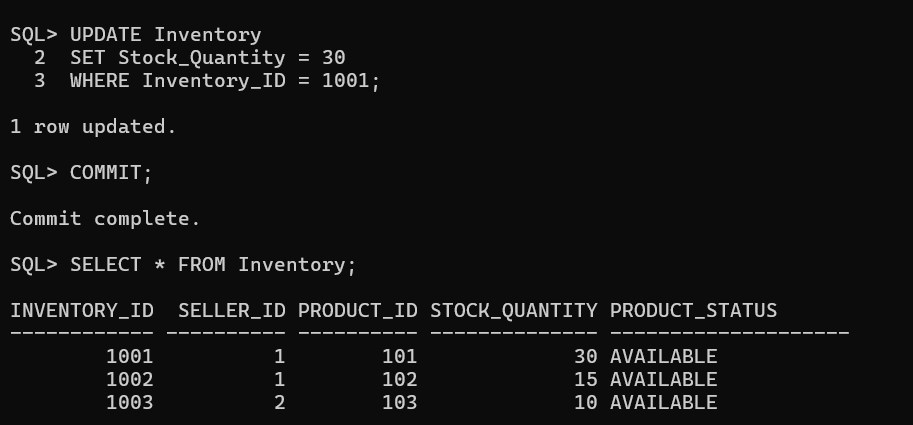 SQL> UPDATE Inventory
  2  SET Stock_Quantity = 30
  3  WHERE Inventory_ID = 1001;
1 row updated.
SQL> COMMIT;
Commit complete.
SQL> SELECT * FROM Inventory;
INVENTORY_ID  SELLER_ID PRODUCT_ID STOCK_QUANTITY PRODUCT_STATUS
------------ ---------- ---------- -------------- --------------------
        1001          1        101             30 AVAILABLE
        1002          1        102             15 AVAILABLE
        1003          2        103             10 AVAILABLE